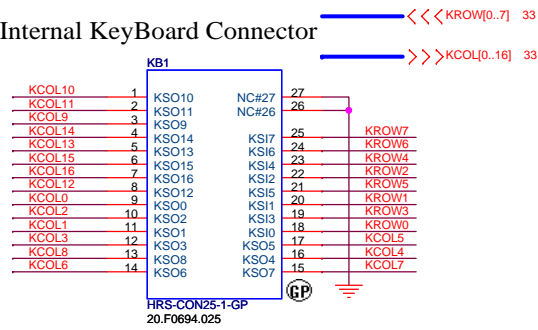 KROW[0..7] 33
Internal KeyBoard Connector
KCOL[0..16] 33
KB1
KCOL10 1 KSO10 NC#27 27
KCOL11 2 KSO11 NC#26 26
KCOL9 3 KSO9
KCOL14 4 KSO14 KSI7 25 KROW7
KCOL13 5 KSO13 KSI6 24 KROW6
KCOL15 6 KSO15 KSI4 23 KROW4
KCOL16 7 KSO16 KSI2 22 KROW2
KCOL12 8 KSO12 KSI5 21 KROW5
KCOL0 9 KSO0 KSI1 20 KROW1
KCOL2 10 KSO2 KSI3 19 KROW3
KCOL1 11 KSO1 KSI0 18 KROW0
KCOL3 12 KSO3 KSO5 17 KCOL5
KCOL8 13 KSO8 KSO4 16 KCOL4
KCOL6 14 KSO6 KSO7 15 KCOL7
GP
HRS-CON25-1-GP
20.F0694.025